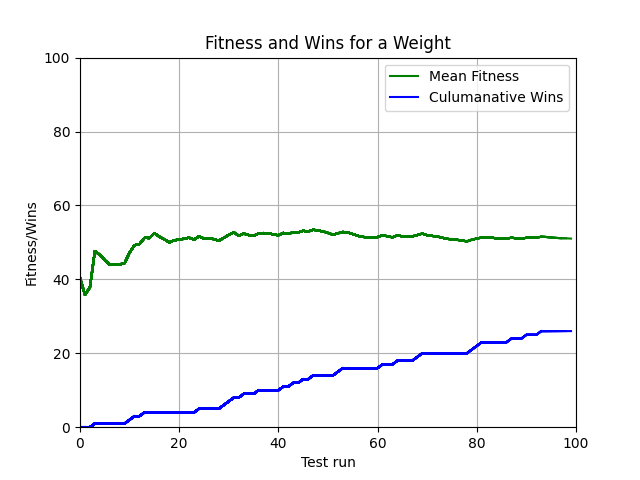 Fitness and Wins for a Weight
100
80
60
40
20
0
Fitness/Wins
Mean Fitness
Culumanative Wins
0 20 40 60 80 100
Test run